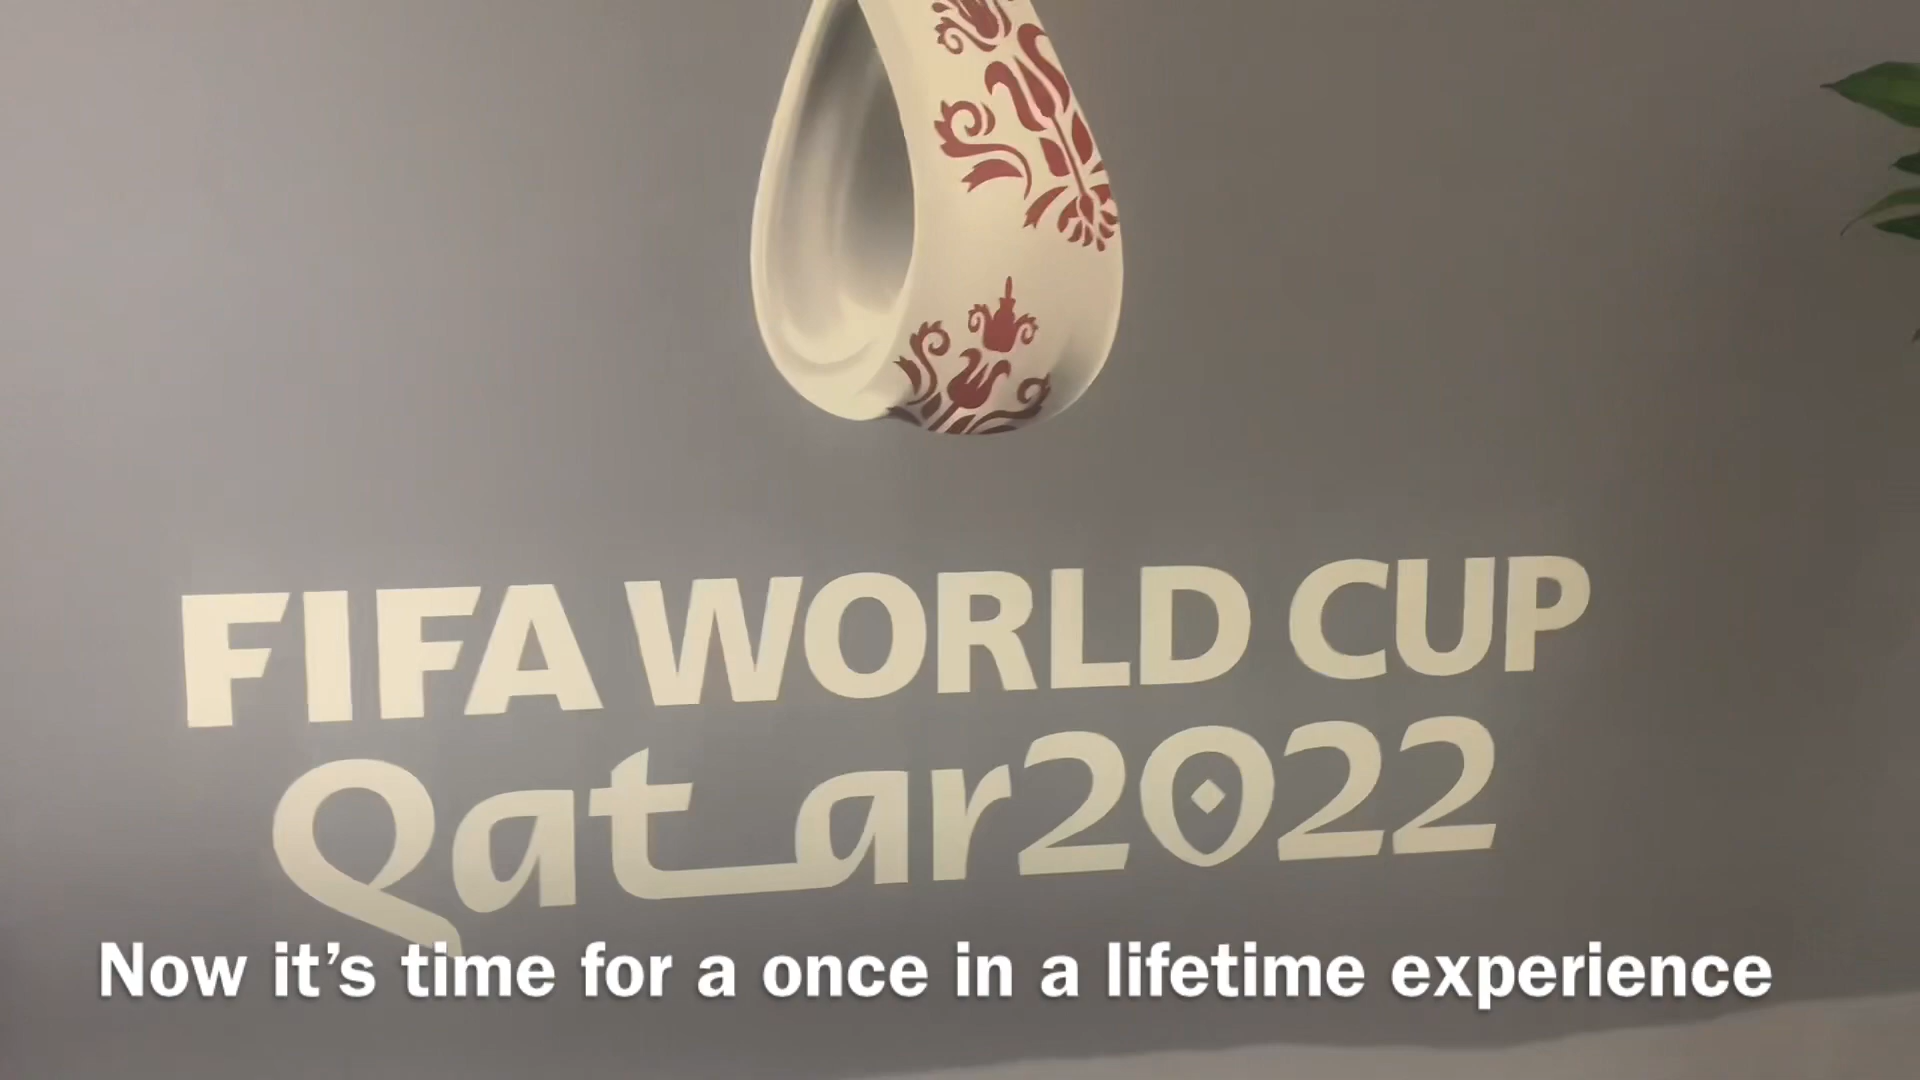 FIFA WORLD CUP
Qatar2022
Now it’s time for a once in a lifetime experience